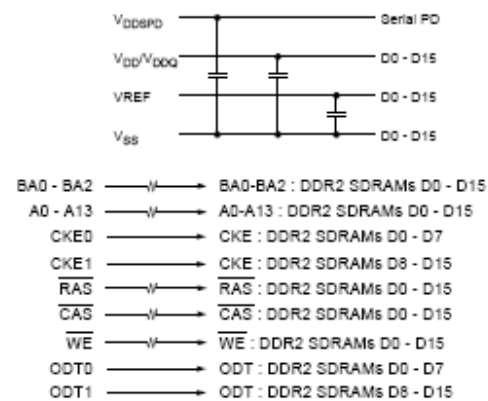 VDDSPD Serial PD
VDD/VDDQ D0 - D15
VREF D0 - D15
VSS D0 - D15
BA0 - BA2 BA0-BA2 : DDR2 SDRAMs D0 - D15
A0 - A13 A0-A13 : DDR2 SDRAMs D0 - D15
CKE0 CKE : DDR2 SDRAMs D0 - D7
CKE1 CKE : DDR2 SDRAMs D8 - D15
RAS RAS : DDR2 SDRAMs D0 - D15
CAS CAS : DDR2 SDRAMs D0 - D15
WE WE : DDR2 SDRAMs D0 - D15
ODT0 ODT : DDR2 SDRAMs D0 - D7
ODT1 ODT : DDR2 SDRAMs D8 - D15